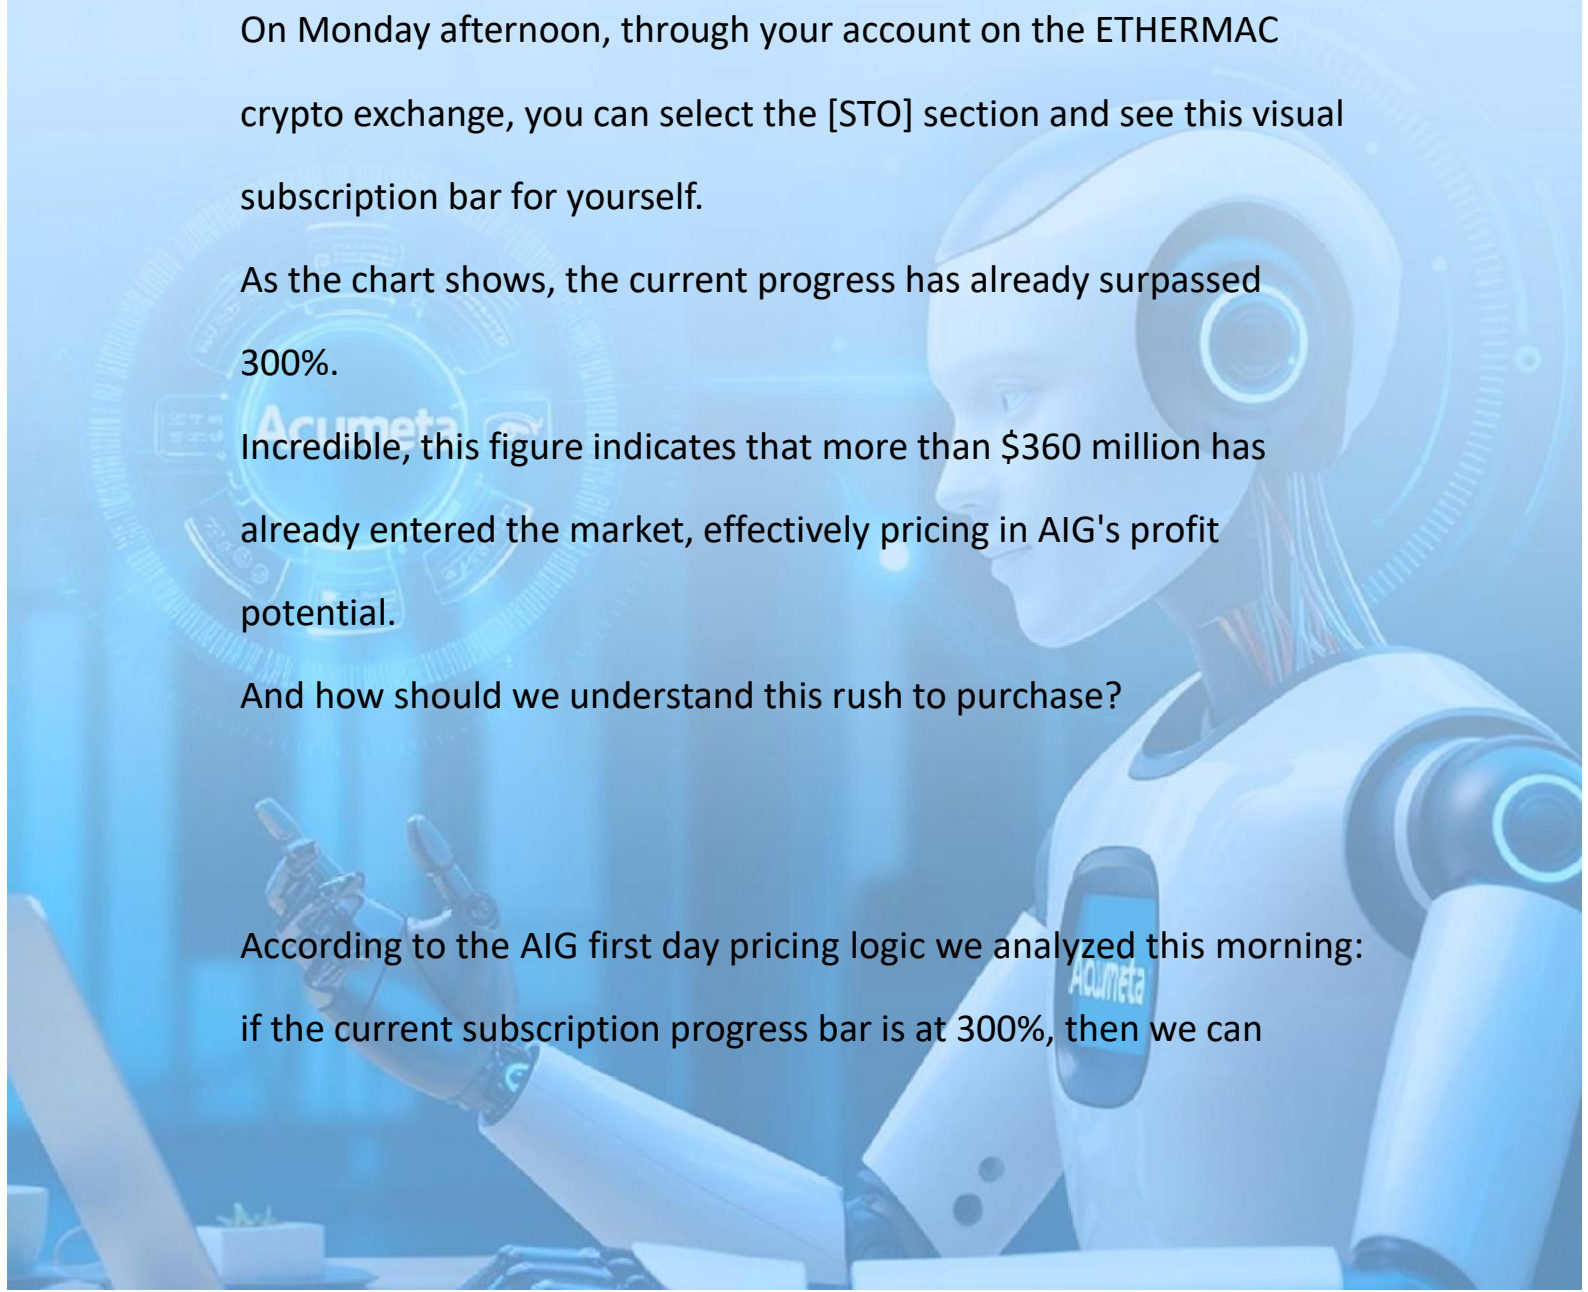 On Monday afternoon, through your account on the ETHERMAC
crypto exchange, you can select the [STO] section and see this visual
subscription bar for yourself.
As the chart shows, the current progress has already surpassed
300%.
Acumeta
Incredible, this figure indicates that more than $360 million has
already entered the market, effectively pricing in AIG's profit
potential.
And how should we understand this rush to purchase?
According to the AIG first day pricing logic we analyzed this morning:
Acumeta
if the current subscription progress bar is at 300%, then we can